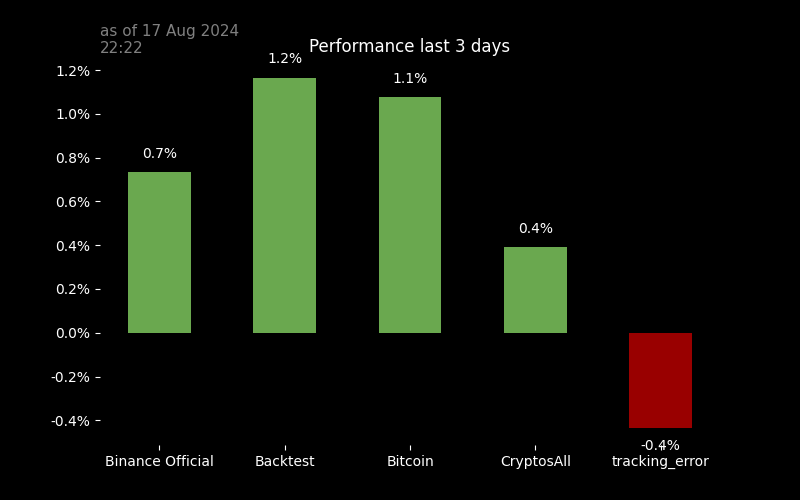 as of 17 Aug 2024
22:22
Performance last 3 days
1.2%
1.0%
0.8%
0.6%
0.4%
0.2%
0.0%
-0.2%
-0.4%
0.7%
1.2%
1.1%
0.4%
-0.4%
Binance Official
Backtest
Bitcoin
CryptosAll
tracking_error